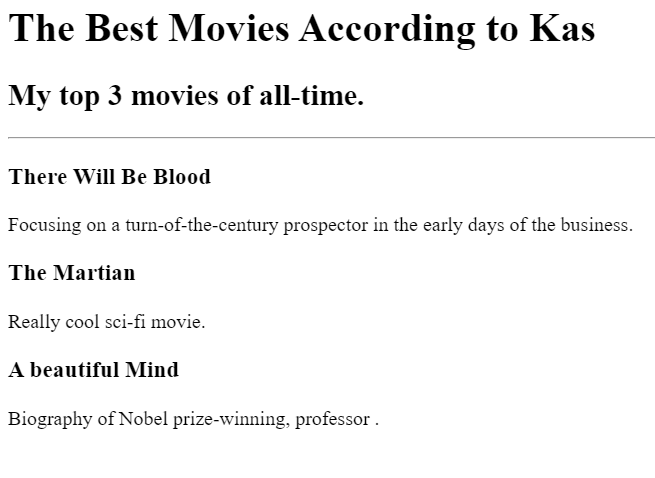 The Best Movies According to Kas
My top 3 movies of all-time.
There Will Be Blood
Focusing on a turn-of-the-century prospector in the early days of the business.
The Martian
Really cool sci-fi movie.
A beautiful Mind
Biography of Nobel prize-winning, professor .